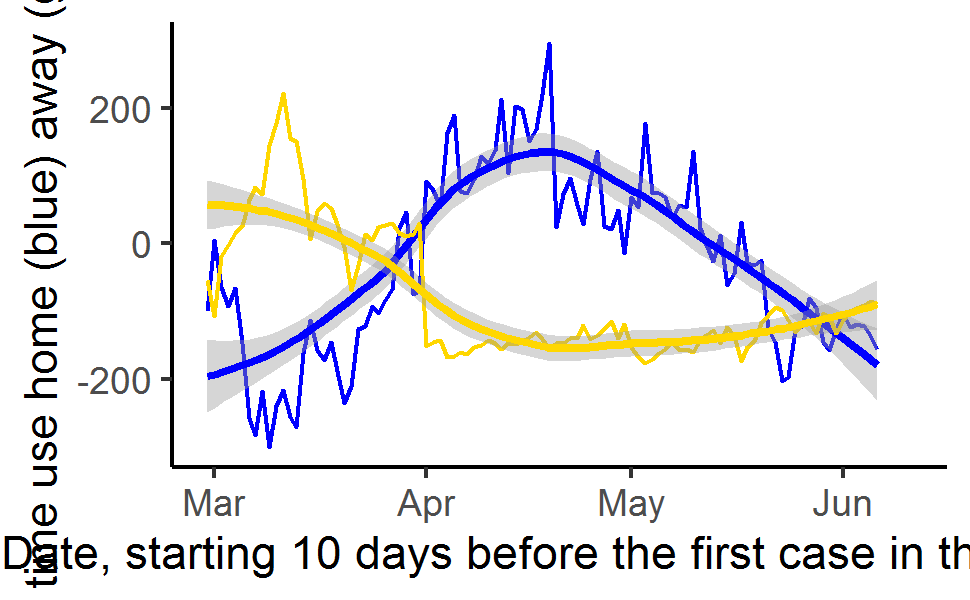 time use home (blue) away (
200
0
-200
Mar Apr May Jun
Date, starting 10 days before the first case in th